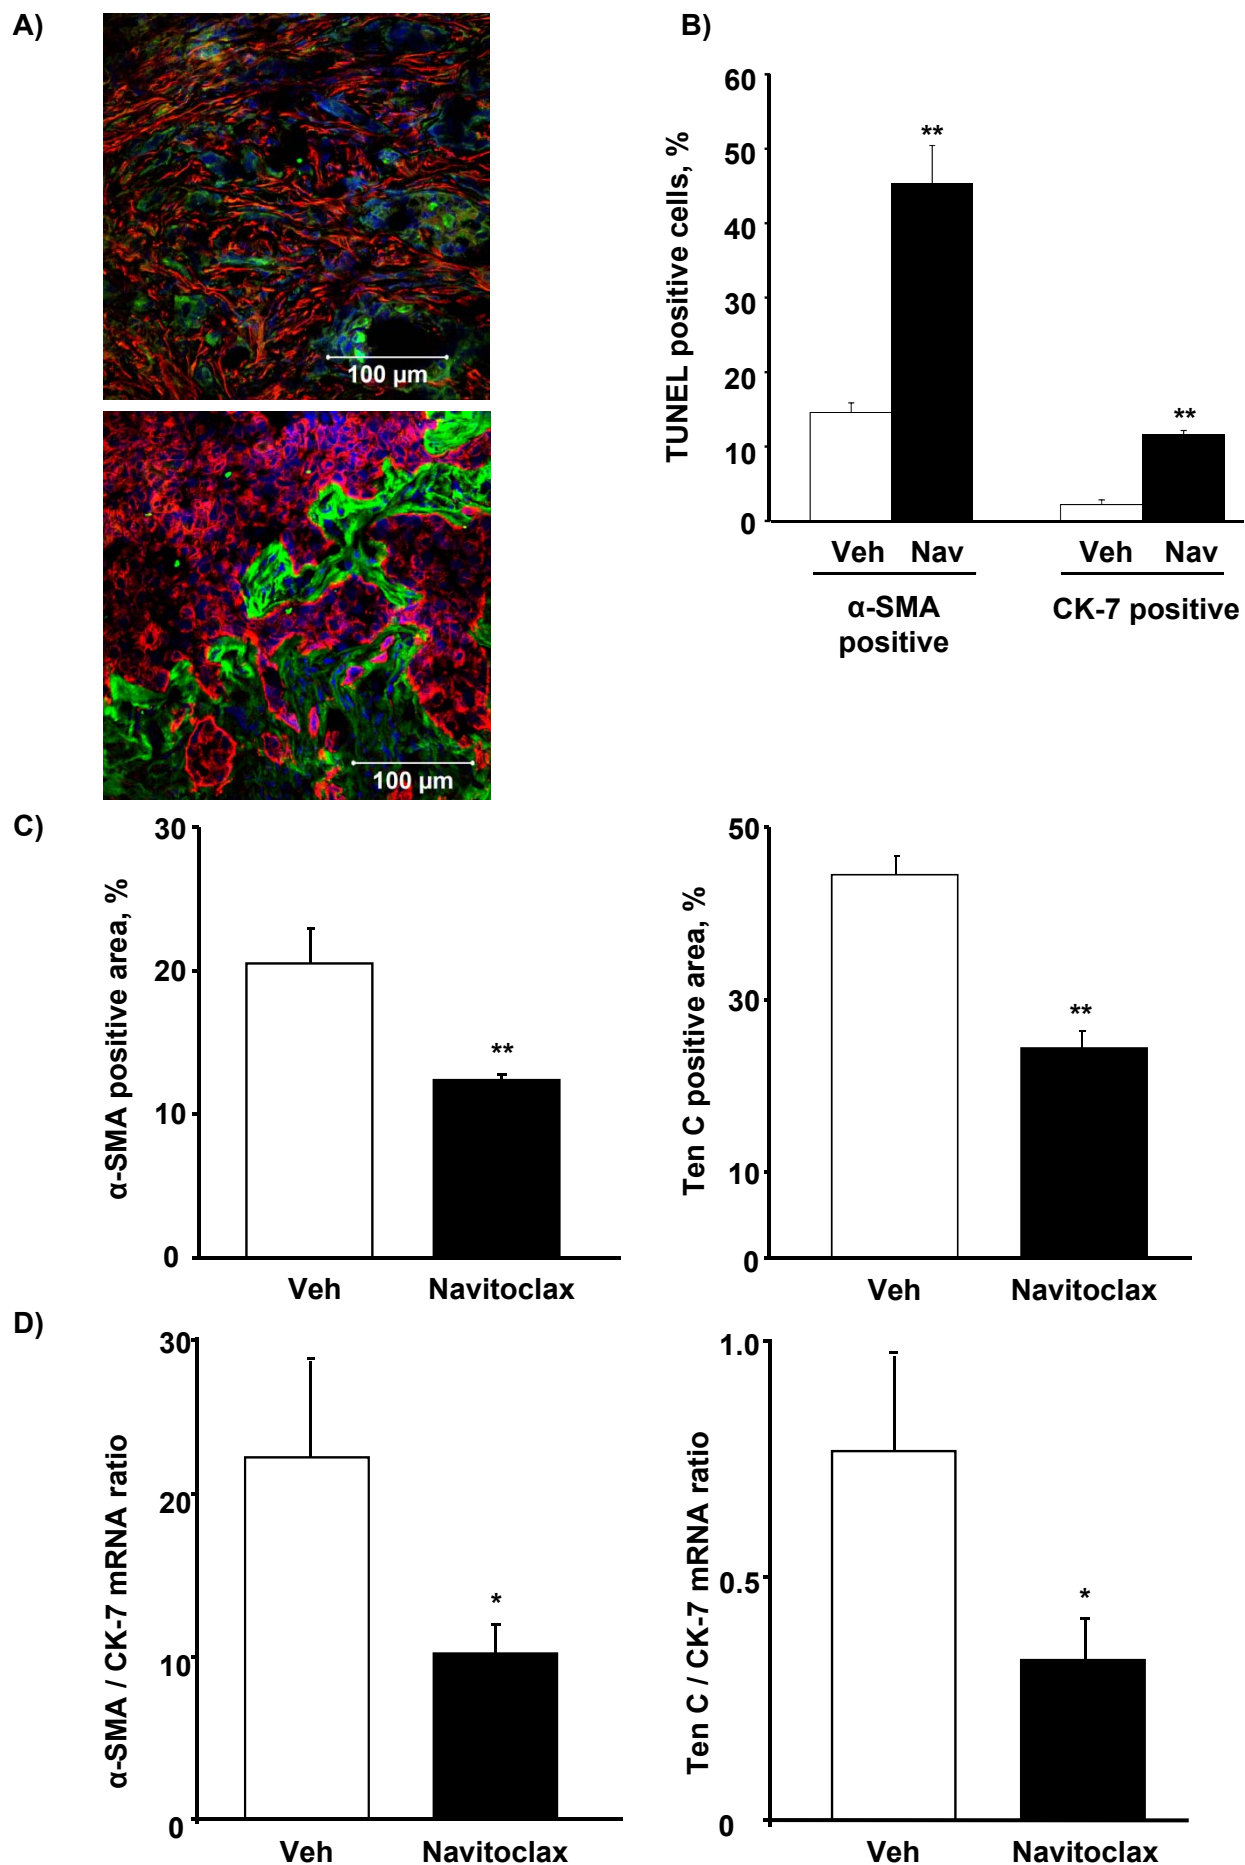 A)
100 µm
100 µm
B)
TUNEL positive cells, %
60
50
40
30
20
10
0
**
**
Veh Nav Veh Nav
α-SMA
positive
CK-7 positive
C)
α-SMA positive area, %
30
20
10
0
**
Veh Navitoclax
Ten C positive area, %
50
30
10
0
**
Veh Navitoclax
D)
α-SMA / CK-7 mRNA ratio
30
20
10
0
*
Veh Navitoclax
Ten C / CK-7 mRNA ratio
1.0
0.5
0
*
Veh Navitoclax